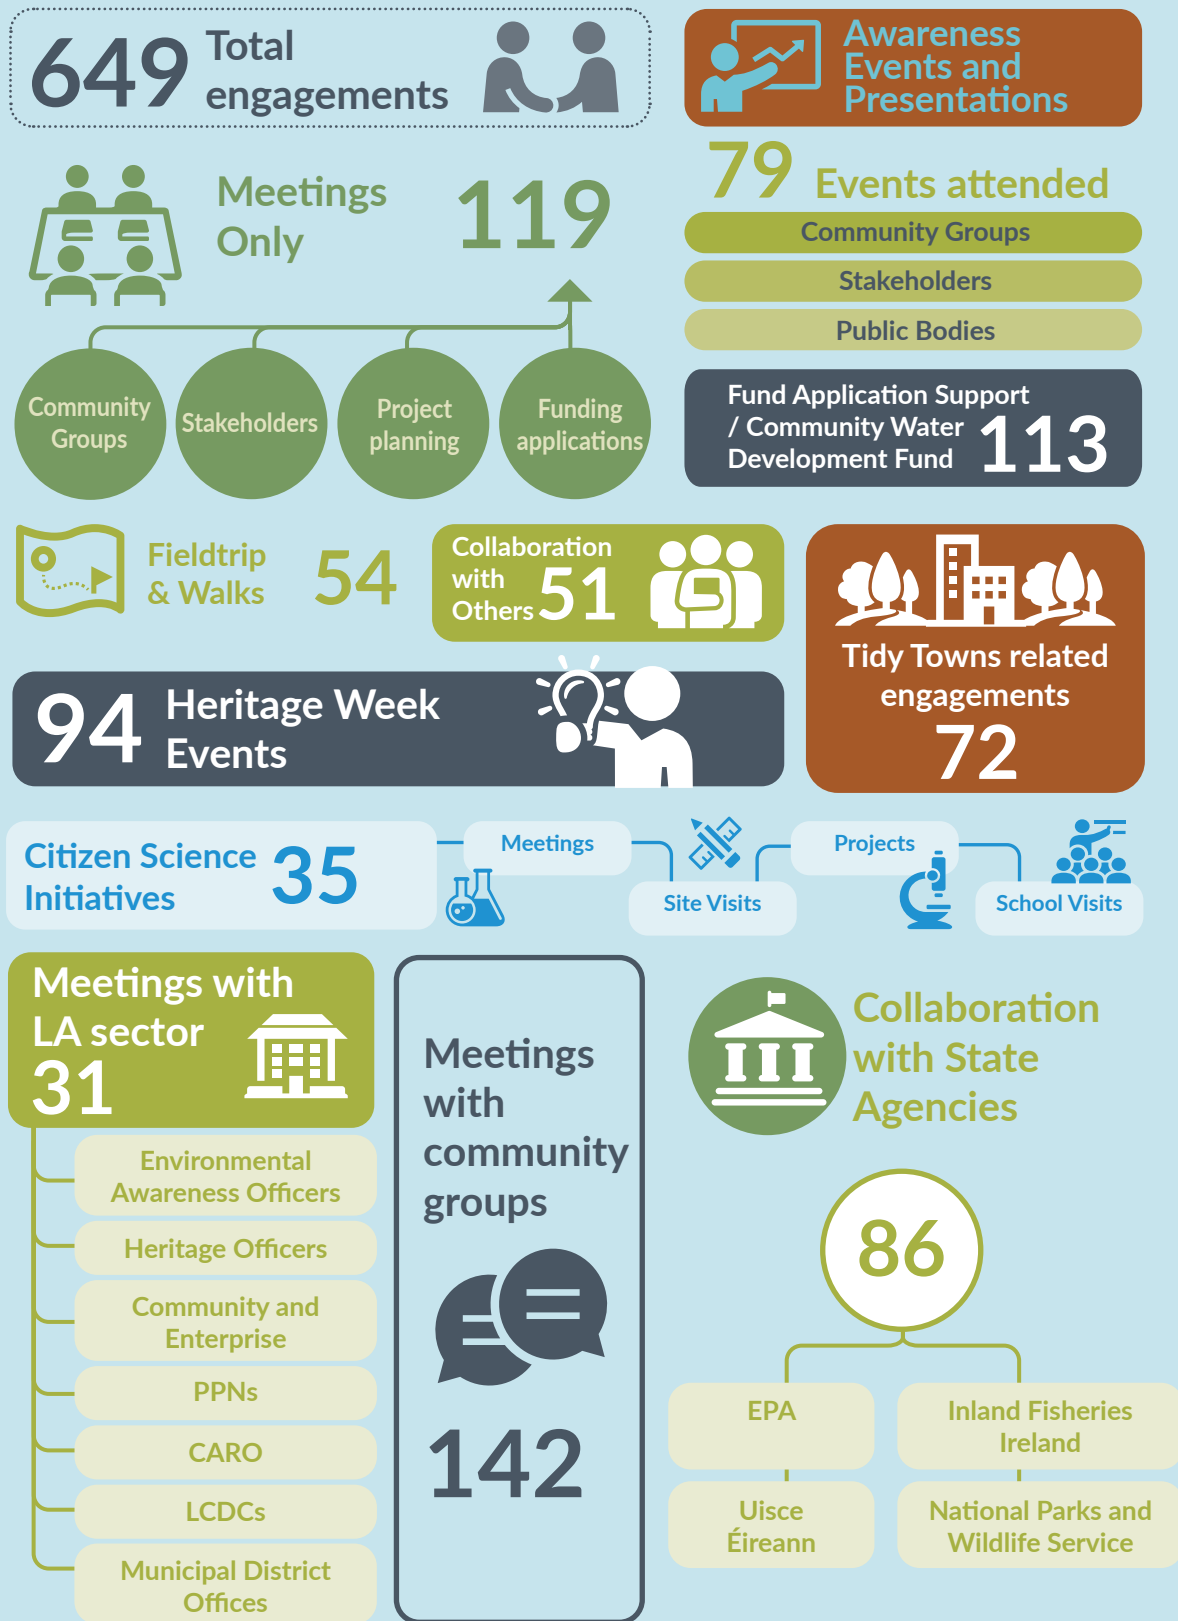 649 Total
engagements
Awareness
Events and
Presentations
Meetings
Only
119
Community
Groups
Stakeholders
Project
planning
Funding
applications
79 Events attended
Community Groups
Stakeholders
Public Bodies
Fund Application Support
/ Community Water
Development Fund 113
Fieldtrip
& Walks
54
Collaboration
with
Others 51
Tidy Towns related
engagements
72
94 Heritage Week
Events
Citizen Science
Initiatives
35
Meetings
Site Visits
Projects
School Visits
Meetings with
LA sector
31
Environmental
Awareness Officers
Heritage Officers
Community and
Enterprise
PPNs
CARO
LCDCs
Municipal District
Offices
Meetings
with
community
groups
142
Collaboration
with State
Agencies
86
EPA
Inland Fisheries
Ireland
Uisce
Éireann
National Parks and
Wildlife Service